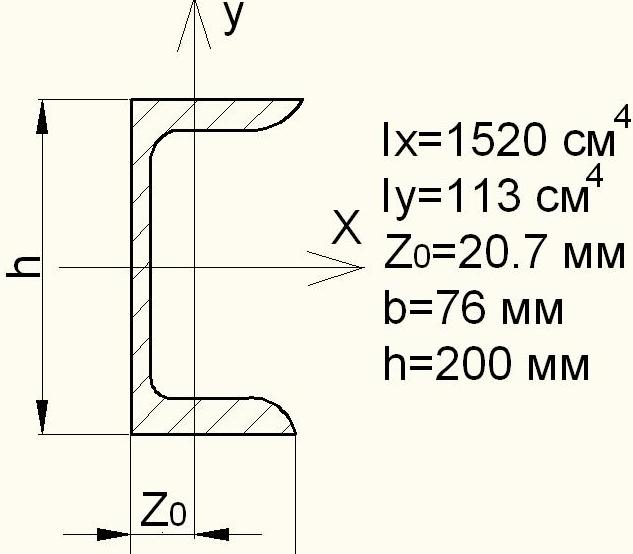 y
Ix=1520 см⁴
Iy=113 см⁴
X
Z₀=20.7 мм
h
b=76 мм
h=200 мм
Z₀